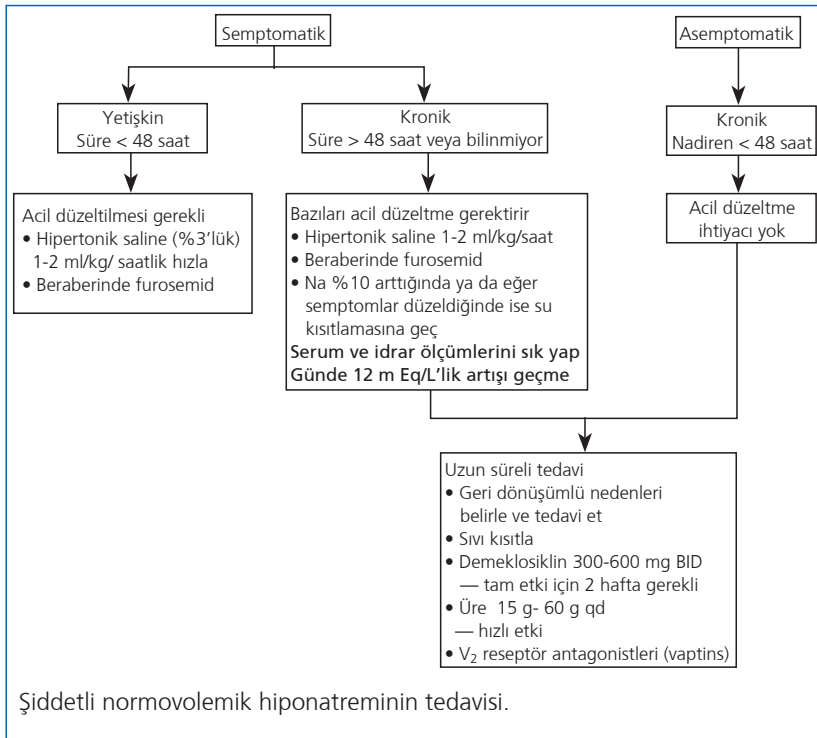 Semptomatik
Asemptomatik
Yetişkin
Süre < 48 saat
Kronik
Süre > 48 saat veya bilinmiyor
Kronik
Nadiren < 48 saat
Acil düzeltilmesi gerekli
• Hipertonik saline (%3'lük)
1-2 ml/kg/ saatlik hızla
• Beraberinde furosemid
Bazıları acil düzeltme gerektirir
• Hipertonik saline 1-2 ml/kg/saat
• Beraberinde furosemid
• Na %10 arttığında ya da eğer
semptomlar düzeldiğinde ise su
kısıtlamasına geç
Serum ve idrar ölçümlerini sık yap
Günde 12 m Eq/L'lik artışı geçme
Acil düzeltme
ihtiyacı yok
Uzun süreli tedavi
• Geri dönüşümlü nedenleri
belirle ve tedavi et
• Sıvı kısıtla
• Demeklosiklin 300-600 mg BID
— tam etki için 2 hafta gerekli
• Üre 15 g- 60 g qd
— hızlı etki
• V₂ reseptör antagonistleri (vaptins)
Şiddetli normovolemik hiponatreminin tedavisi.